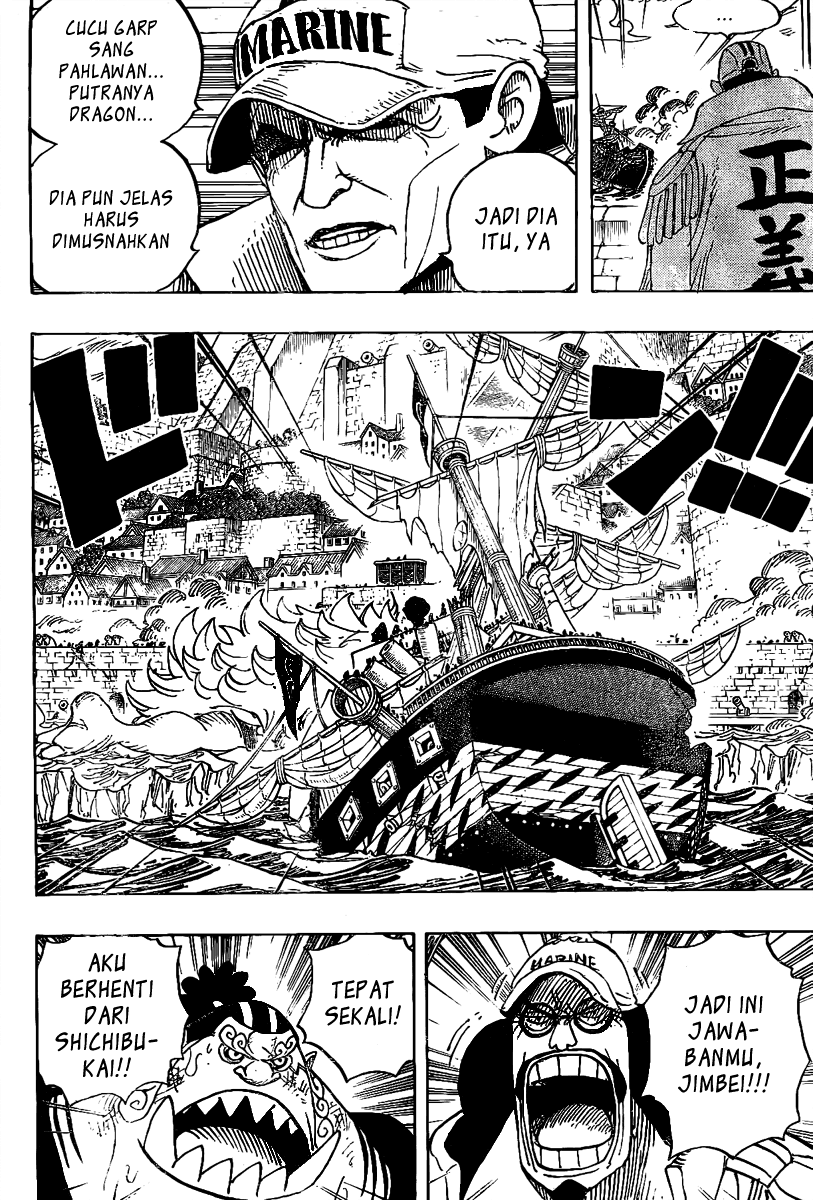 ...
正義
MARINE
JADI DIA
ITU, YA
CUCU GARP
SANG
PAHLAWAN...
PUTRANYA
DRAGON...
DIA PUN JELAS
HARUS
DIMUSNAHKAN
ドーン!!
MARINE
JADI INI
JAWA-
BANMU,
JIMBEI!!!
TEPAT
SEKALI!
AKU
BERHENTI
DARI
SHICHIBU-
KAI!!